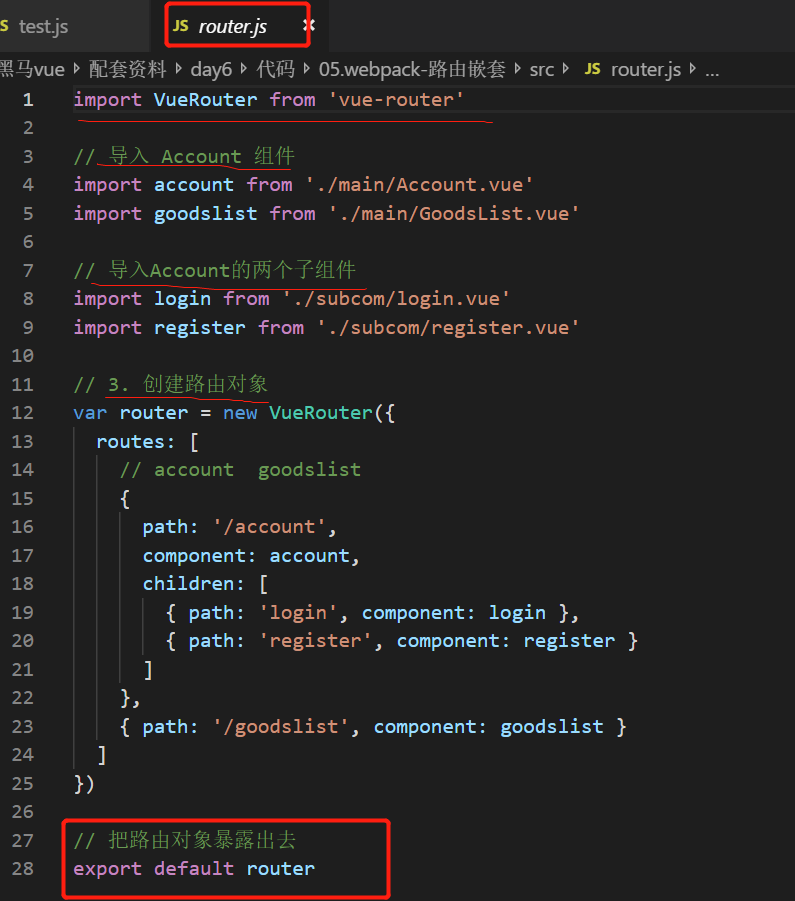 JS test.js JS router.js ×
黑马vue › 配套资料 › day6 › 代码 › 05.webpack-路由嵌套 › src › JS router.js › ...
1 import VueRouter from 'vue-router'
2
3 // 导入 Account 组件
4 import account from './main/Account.vue'
5 import goodslist from './main/GoodsList.vue'
6
7 // 导入Account的两个子组件
8 import login from './subcom/login.vue'
9 import register from './subcom/register.vue'
10
11 // 3. 创建路由对象
12 var router = new VueRouter({
13 routes: [
14 // account  goodslist
15 {
16 path: '/account',
17 component: account,
18 children: [
19 { path: 'login', component: login },
20 { path: 'register', component: register }
21 ]
22 },
23 { path: '/goodslist', component: goodslist }
24 ]
25 })
26
27 // 把路由对象暴露出去
28 export default router